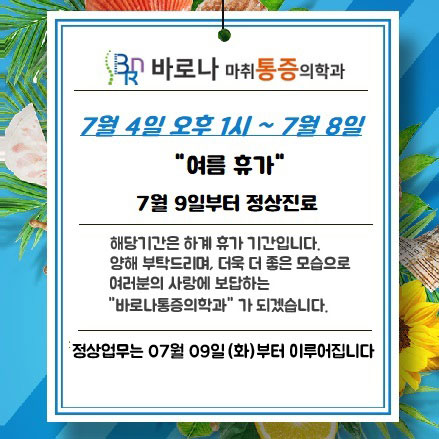 BnR 바로나 마취통증의학과
7월 4일 오후 1시 ~ 7월 8일
"여름 휴가"
7월 9일부터 정상진료
해당기간은 하계 휴가 기간입니다.
양해 부탁드리며, 더욱 더 좋은 모습으로
여러분의 사랑에 보답하는
"바로나통증의학과" 가 되겠습니다.
정상업무는 07월 09일(화)부터 이루어집니다